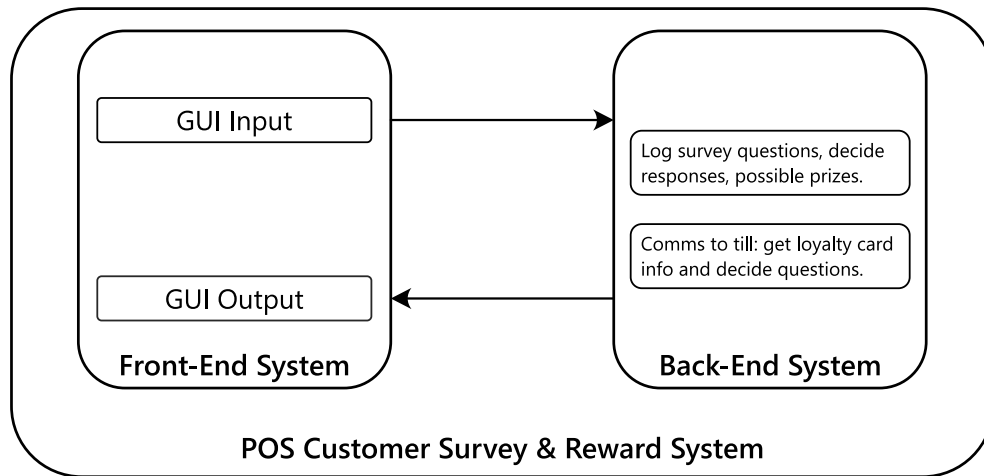 GUI Input
Log survey questions, decide
responses, possible prizes.
Comms to till: get loyalty card
info and decide questions.
GUI Output
Front-End System
Back-End System
POS Customer Survey & Reward System